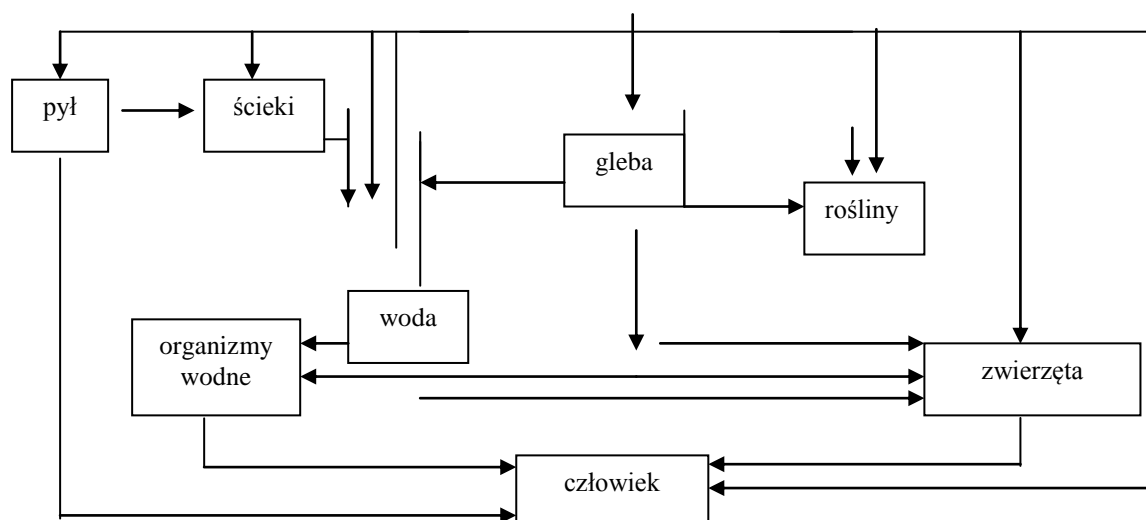 pył
ścieki
gleba
rośliny
woda
organizmy
wodne
zwierzęta
człowiek